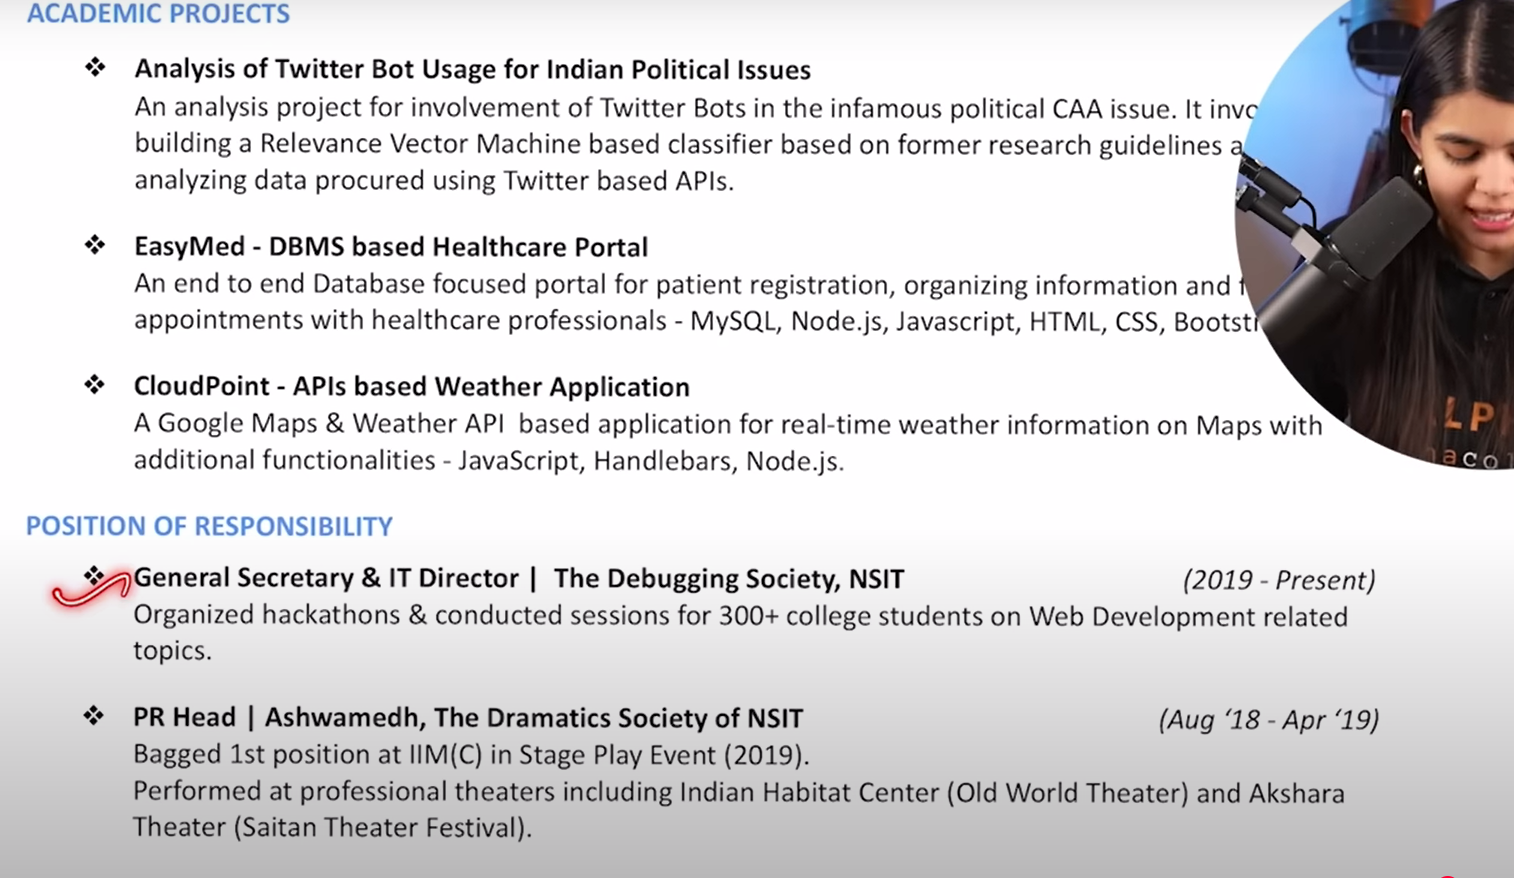 ACADEMIC PROJECTS
❖ Analysis of Twitter Bot Usage for Indian Political Issues
An analysis project for involvement of Twitter Bots in the infamous political CAA issue. It
building a Relevance Vector Machine based classifier based on former research guidelines
analyzing data procured using Twitter based APIs.
❖ EasyMed - DBMS based Healthcare Portal
An end to end Database focused portal for patient registration, organizing information and
appointments with healthcare professionals - MySQL, Node.js, Javascript, HTML, CSS,
❖ CloudPoint - APIs based Weather Application
A Google Maps & Weather API based application for real-time weather information on Maps with
additional functionalities - JavaScript, Handlebars, Node.js.
POSITION OF RESPONSIBILITY
❖ General Secretary & IT Director | The Debugging Society, NSIT (2019 - Present)
Organized hackathons & conducted sessions for 300+ college students on Web Development related
topics.
❖ PR Head | Ashwamedh, The Dramatics Society of NSIT (Aug ‘18 - Apr ‘19)
Bagged 1st position at IIM(C) in Stage Play Event (2019).
Performed at professional theaters including Indian Habitat Center (Old World Theater) and Akshara
Theater (Saitan Theater Festival).